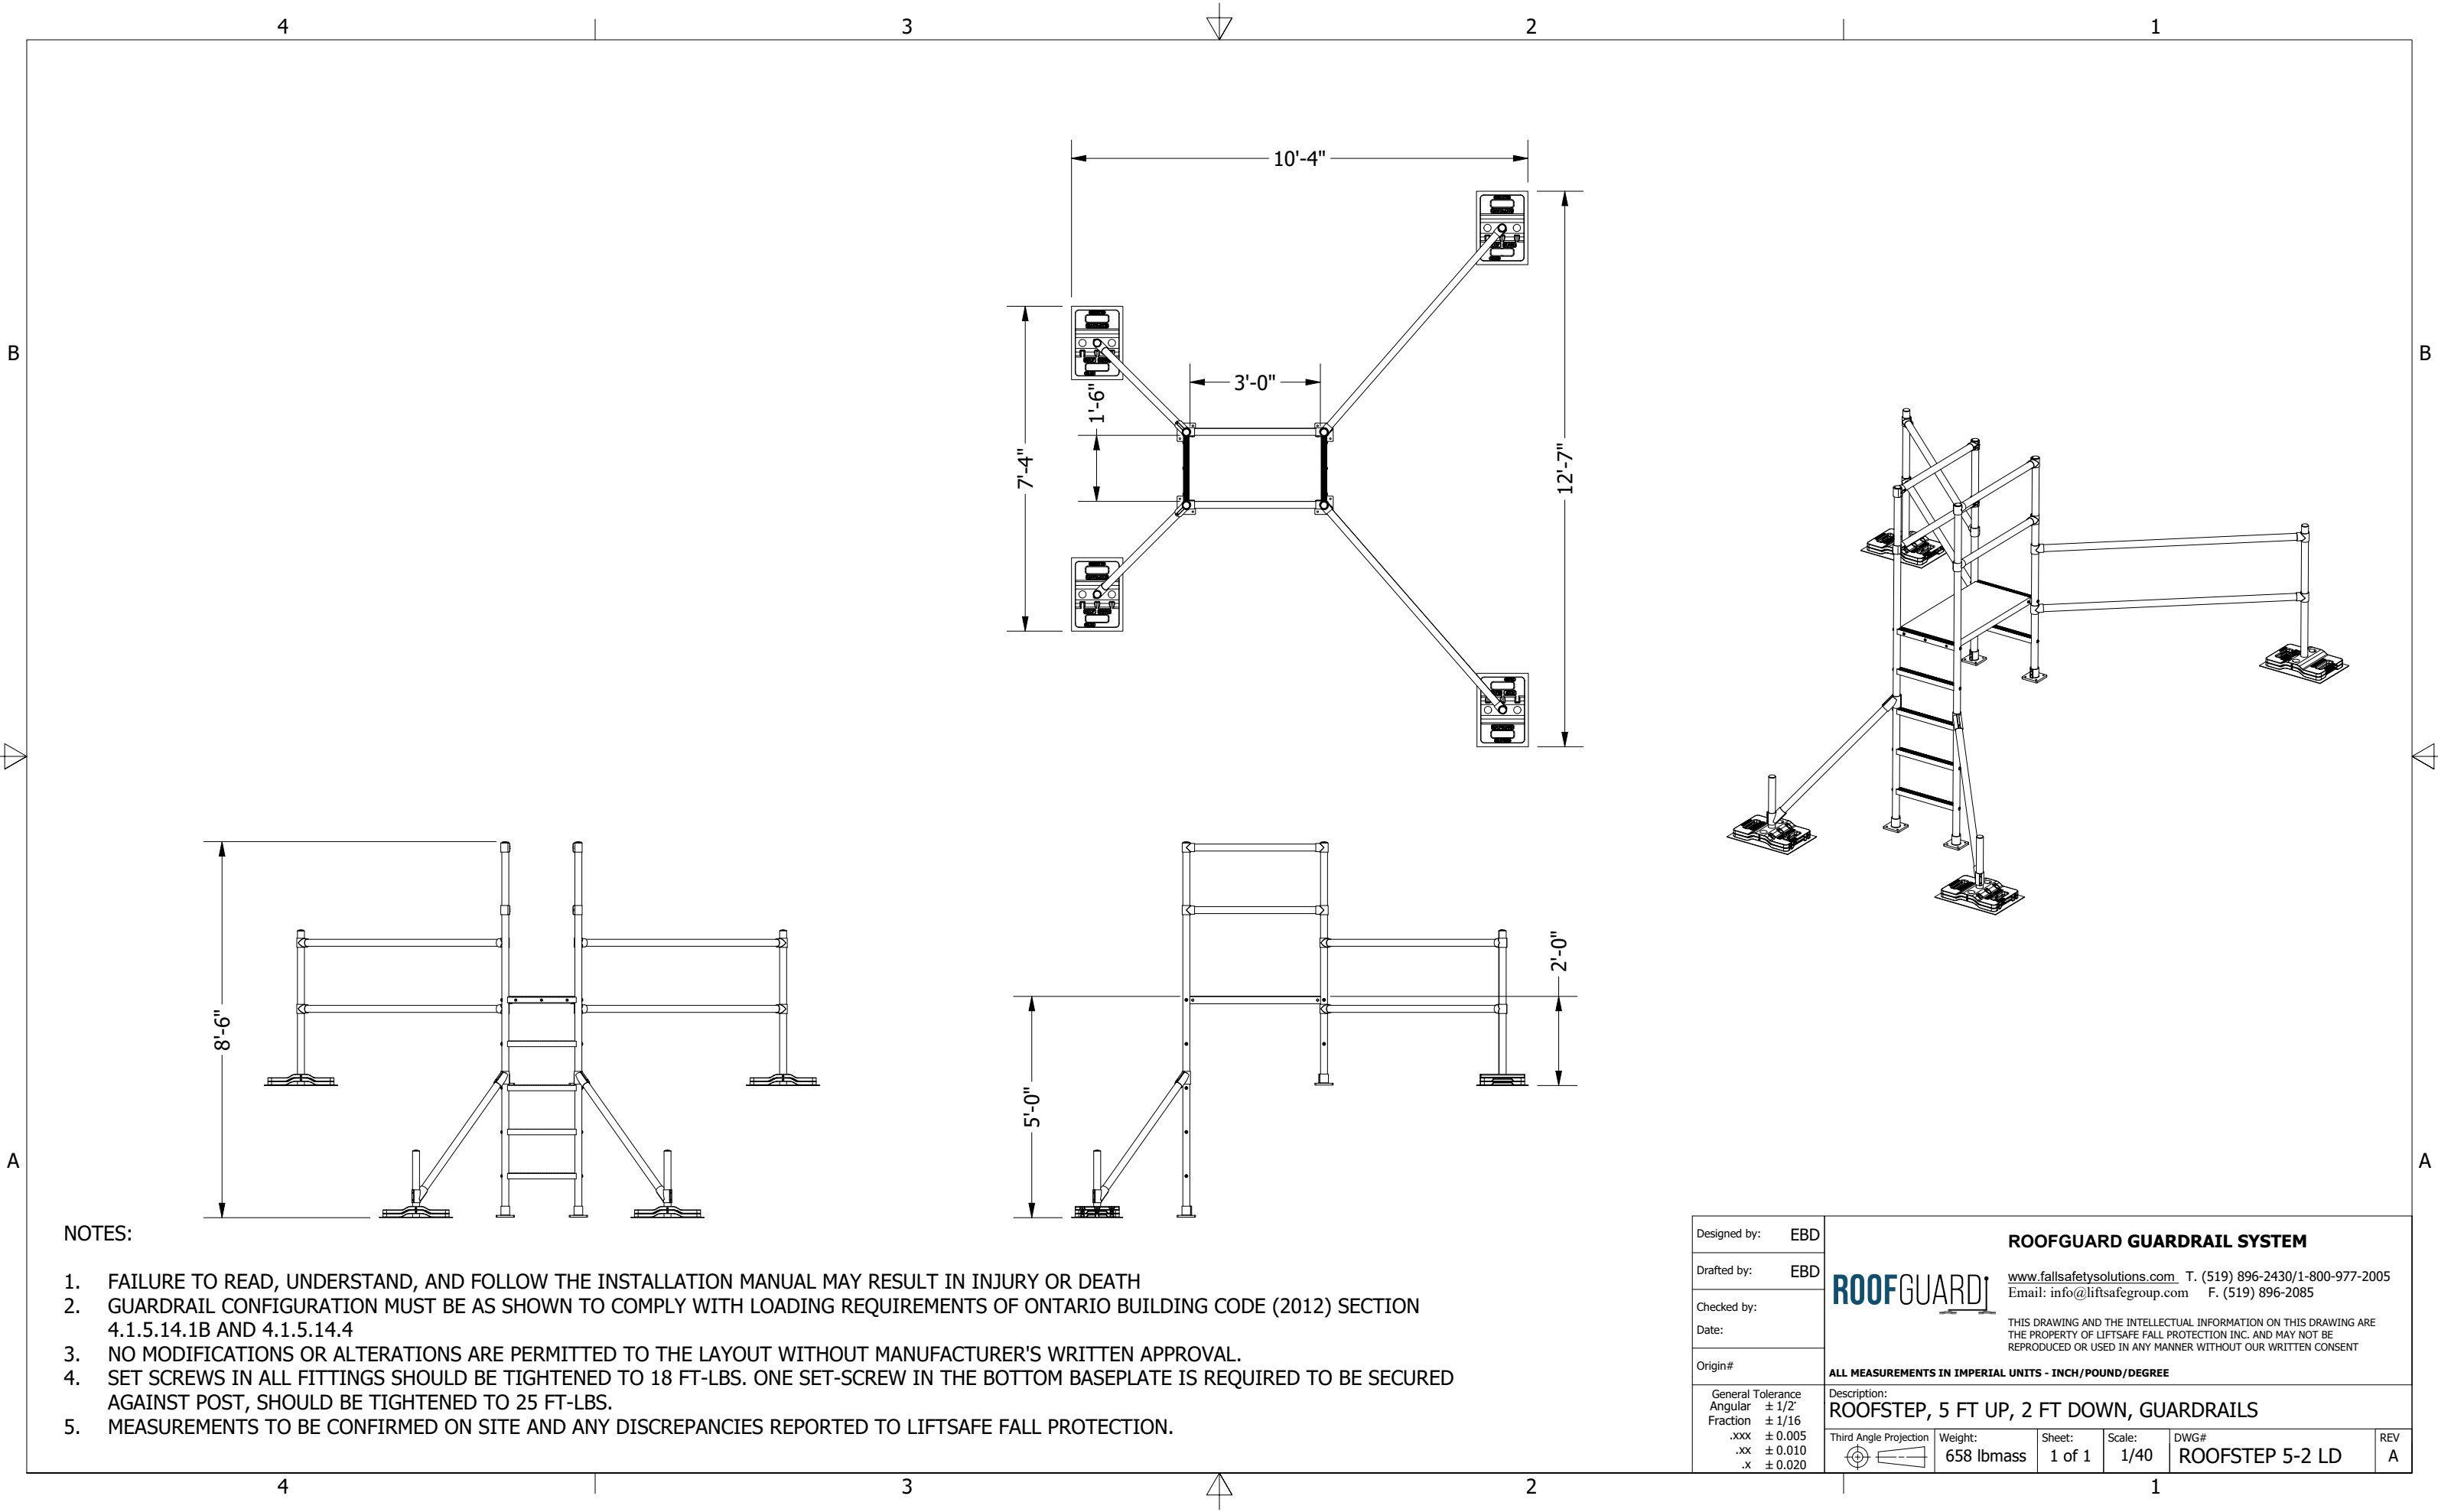 4
3
2
1
B
B
A
A
10'-4"
7'-4"
1'-6"
3'-0"
12'-7"
8'-6"
5'-0"
2'-0"
NOTES:
1. FAILURE TO READ, UNDERSTAND, AND FOLLOW THE INSTALLATION MANUAL MAY RESULT IN INJURY OR DEATH
2. GUARDRAIL CONFIGURATION MUST BE AS SHOWN TO COMPLY WITH LOADING REQUIREMENTS OF ONTARIO BUILDING CODE (2012) SECTION
4.1.5.14.1B AND 4.1.5.14.4
3. NO MODIFICATIONS OR ALTERATIONS ARE PERMITTED TO THE LAYOUT WITHOUT MANUFACTURER'S WRITTEN APPROVAL.
4. SET SCREWS IN ALL FITTINGS SHOULD BE TIGHTENED TO 18 FT-LBS. ONE SET-SCREW IN THE BOTTOM BASEPLATE IS REQUIRED TO BE SECURED
AGAINST POST, SHOULD BE TIGHTENED TO 25 FT-LBS.
5. MEASUREMENTS TO BE CONFIRMED ON SITE AND ANY DISCREPANCIES REPORTED TO LIFTSAFE FALL PROTECTION.
Designed by: EBD
Drafted by: EBD
Checked by:
Date:
Origin#
General Tolerance
Angular ± 1/2°
Fraction ± 1/16
.xxx ± 0.005
.xx ± 0.010
.x ± 0.020
ROOFGUARD
ROOFGUARD GUARDRAIL SYSTEM
www.fallsafetysolutions.com T. (519) 896-2430/1-800-977-2005
Email: info@liftsafegroup.com F. (519) 896-2085
THIS DRAWING AND THE INTELLECTUAL INFORMATION ON THIS DRAWING ARE
THE PROPERTY OF LIFTSAFE FALL PROTECTION INC. AND MAY NOT BE
REPRODUCED OR USED IN ANY MANNER WITHOUT OUR WRITTEN CONSENT
ALL MEASUREMENTS IN IMPERIAL UNITS - INCH/POUND/DEGREE
Description:
ROOFSTEP, 5 FT UP, 2 FT DOWN, GUARDRAILS
Third Angle Projection
Weight:
658 lbmass
Sheet:
1 of 1
Scale:
1/40
DWG#
ROOFSTEP 5-2 LD
REV
A
4
3
2
1